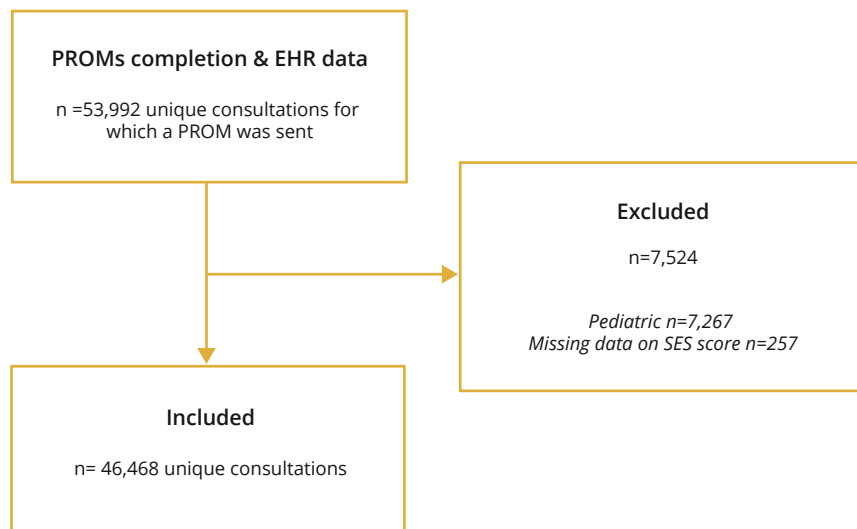 PROMs completion & EHR data
n =53,992 unique consultations for
which a PROM was sent
Excluded
n=7,524
Pediatric n=7,267
Missing data on SES score n=257
Included
n= 46,468 unique consultations